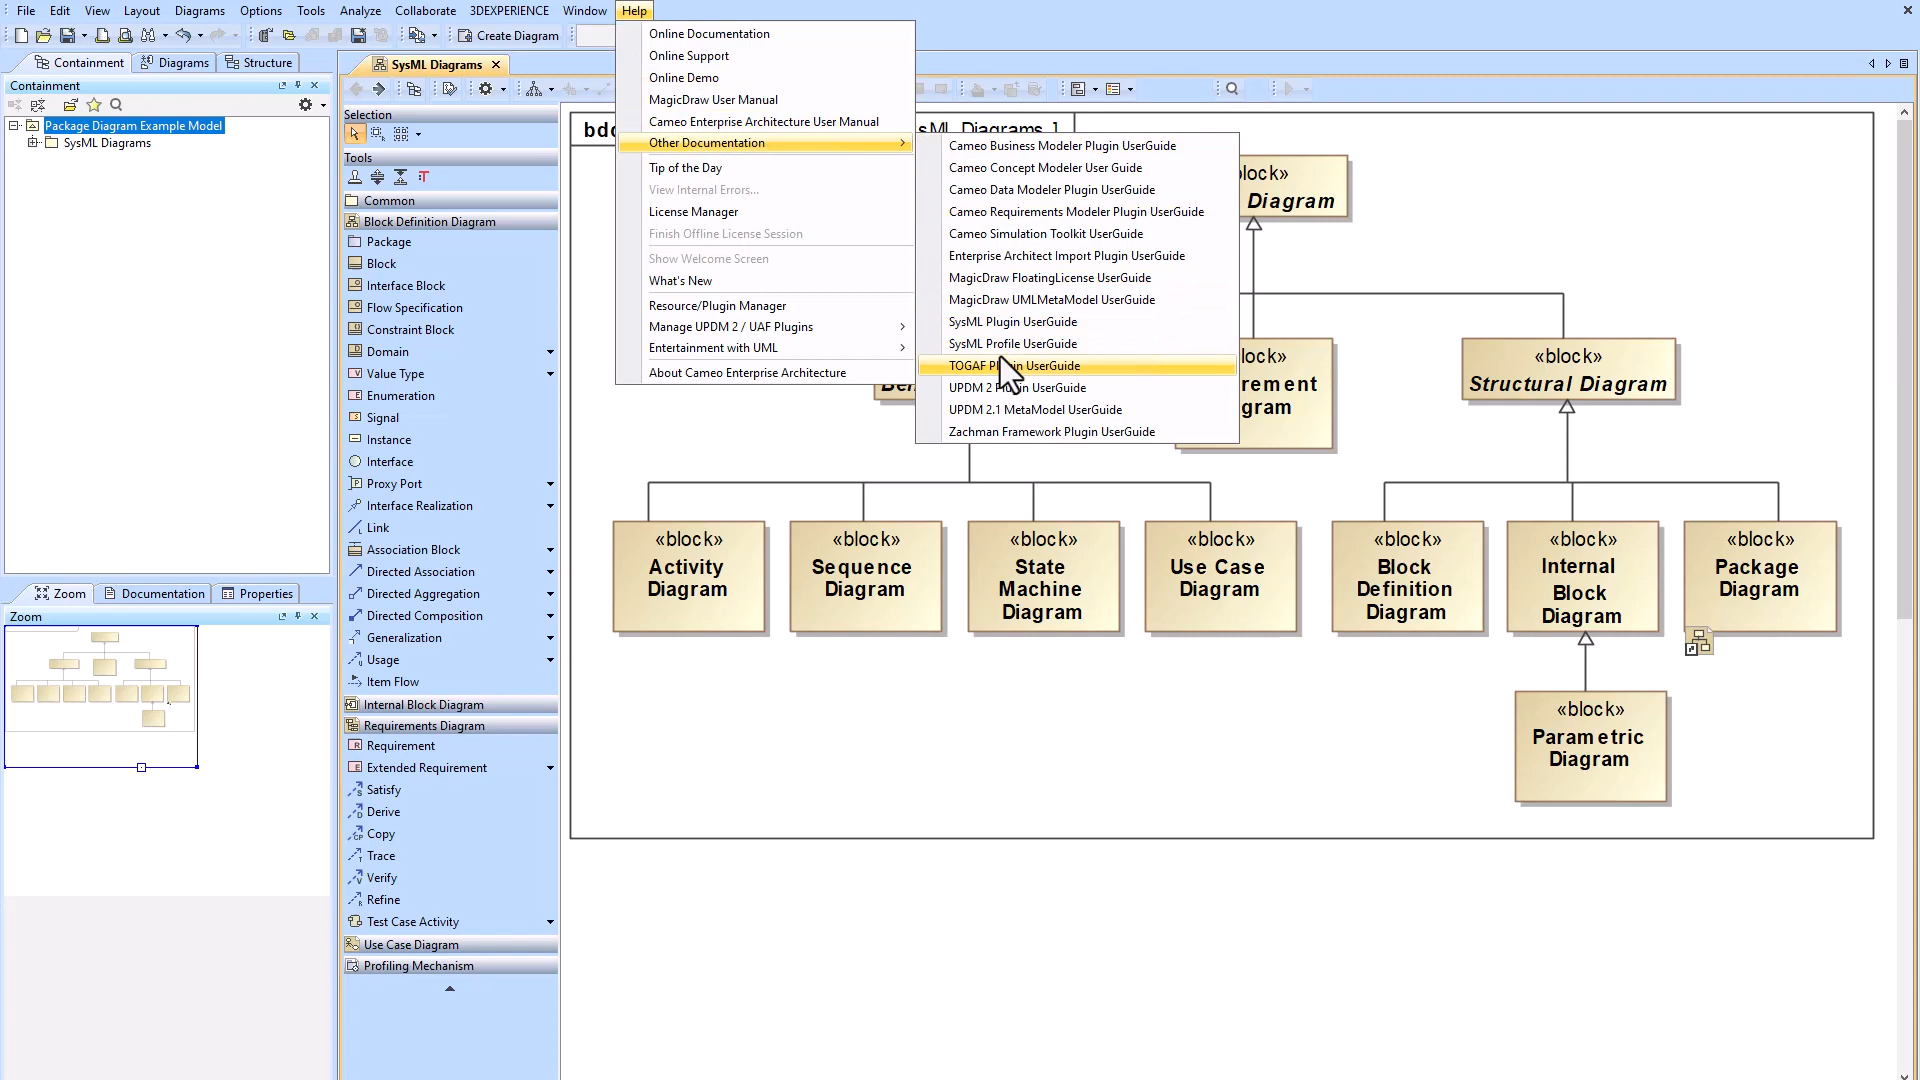 File Edit View Layout Diagrams Options Tools Analyze Collaborate 3DEXPERIENCE Window Help
Create Diagram
Containment Diagrams Structure
Containment
Package Diagram Example Model
SysML Diagrams
Zoom Documentation Properties
Zoom
SysML Diagrams
Selection
Tools
Common
Block Definition Diagram
Package
Block
Interface Block
Flow Specification
Constraint Block
Domain
Value Type
Enumeration
Signal
Instance
Interface
Proxy Port
Interface Realization
Link
Association Block
Directed Association
Directed Aggregation
Directed Composition
Generalization
Usage
Item Flow
Internal Block Diagram
Requirements Diagram
Requirement
Extended Requirement
Satisfy
Derive
Copy
Trace
Verify
Refine
Test Case Activity
Use Case Diagram
Profiling Mechanism
Online Documentation
Online Support
Online Demo
MagicDraw User Manual
Cameo Enterprise Architecture User Manual
Other Documentation
Tip of the Day
View Internal Errors...
License Manager
Finish Offline License Session
Show Welcome Screen
What's New
Resource/Plugin Manager
Manage UPDM 2 / UAF Plugins
Entertainment with UML
About Cameo Enterprise Architecture
Cameo Business Modeler Plugin UserGuide
Cameo Concept Modeler User Guide
Cameo Data Modeler Plugin UserGuide
Cameo Requirements Modeler Plugin UserGuide
Cameo Simulation Toolkit UserGuide
Enterprise Architect Import Plugin UserGuide
MagicDraw FloatingLicense UserGuide
MagicDraw UMLMetaModel UserGuide
SysML Plugin UserGuide
SysML Profile UserGuide
TOGAF Plugin UserGuide
UPDM 2 Plugin UserGuide
UPDM 2.1 MetaModel UserGuide
Zachman Framework Plugin UserGuide
bd
sML Diagrams ]
lock»
Diagram
lock»
rement
gram
«block»
Structural Diagram
«block»
Activity
Diagram
«block»
Sequence
Diagram
«block»
State
Machine
Diagram
«block»
Use Case
Diagram
«block»
Block
Definition
Diagram
«block»
Internal
Block
Diagram
«block»
Package
Diagram
«block»
Parametric
Diagram